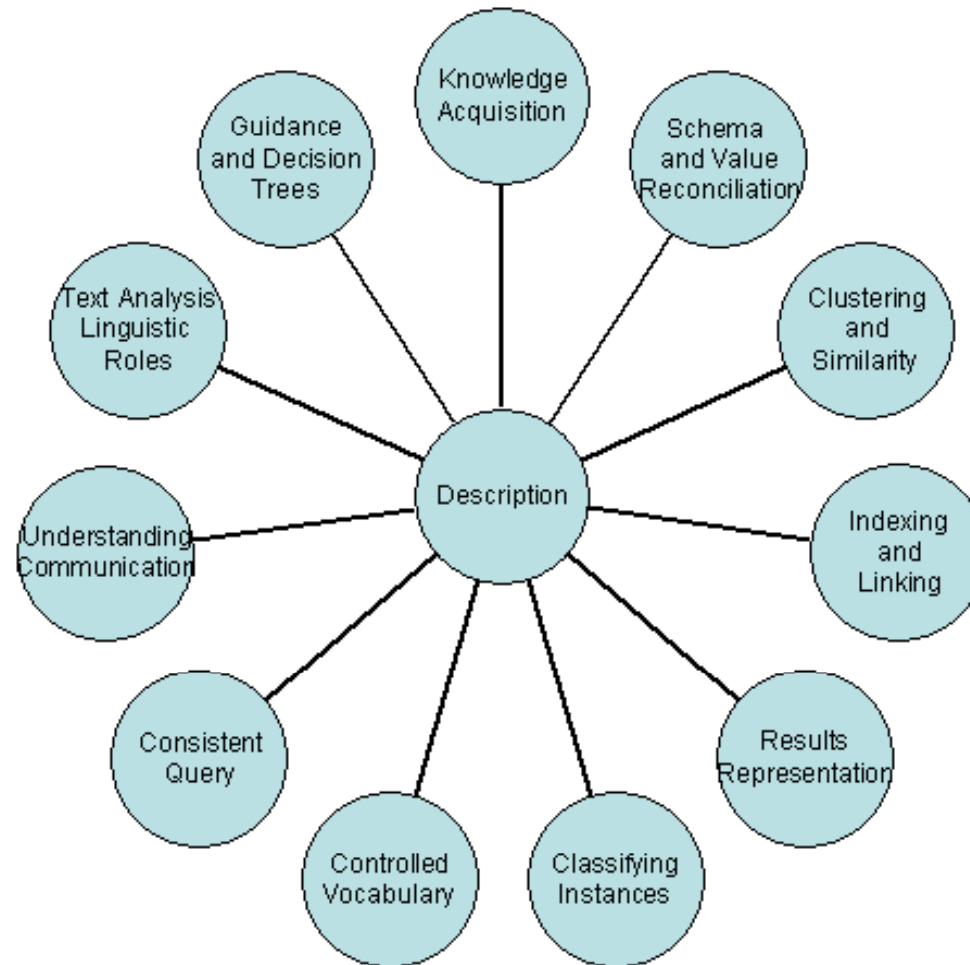 Knowledge
Acquisition
Schema
and Value
Reconciliation
Clustering
and
Similarity
Indexing
and
Linking
Results
Representation
Classifying
Instances
Controlled
Vocabulary
Consistent
Query
Understanding
Communication
Text Analysis
Linguistic
Roles
Guidance
and Decision
Trees
Description